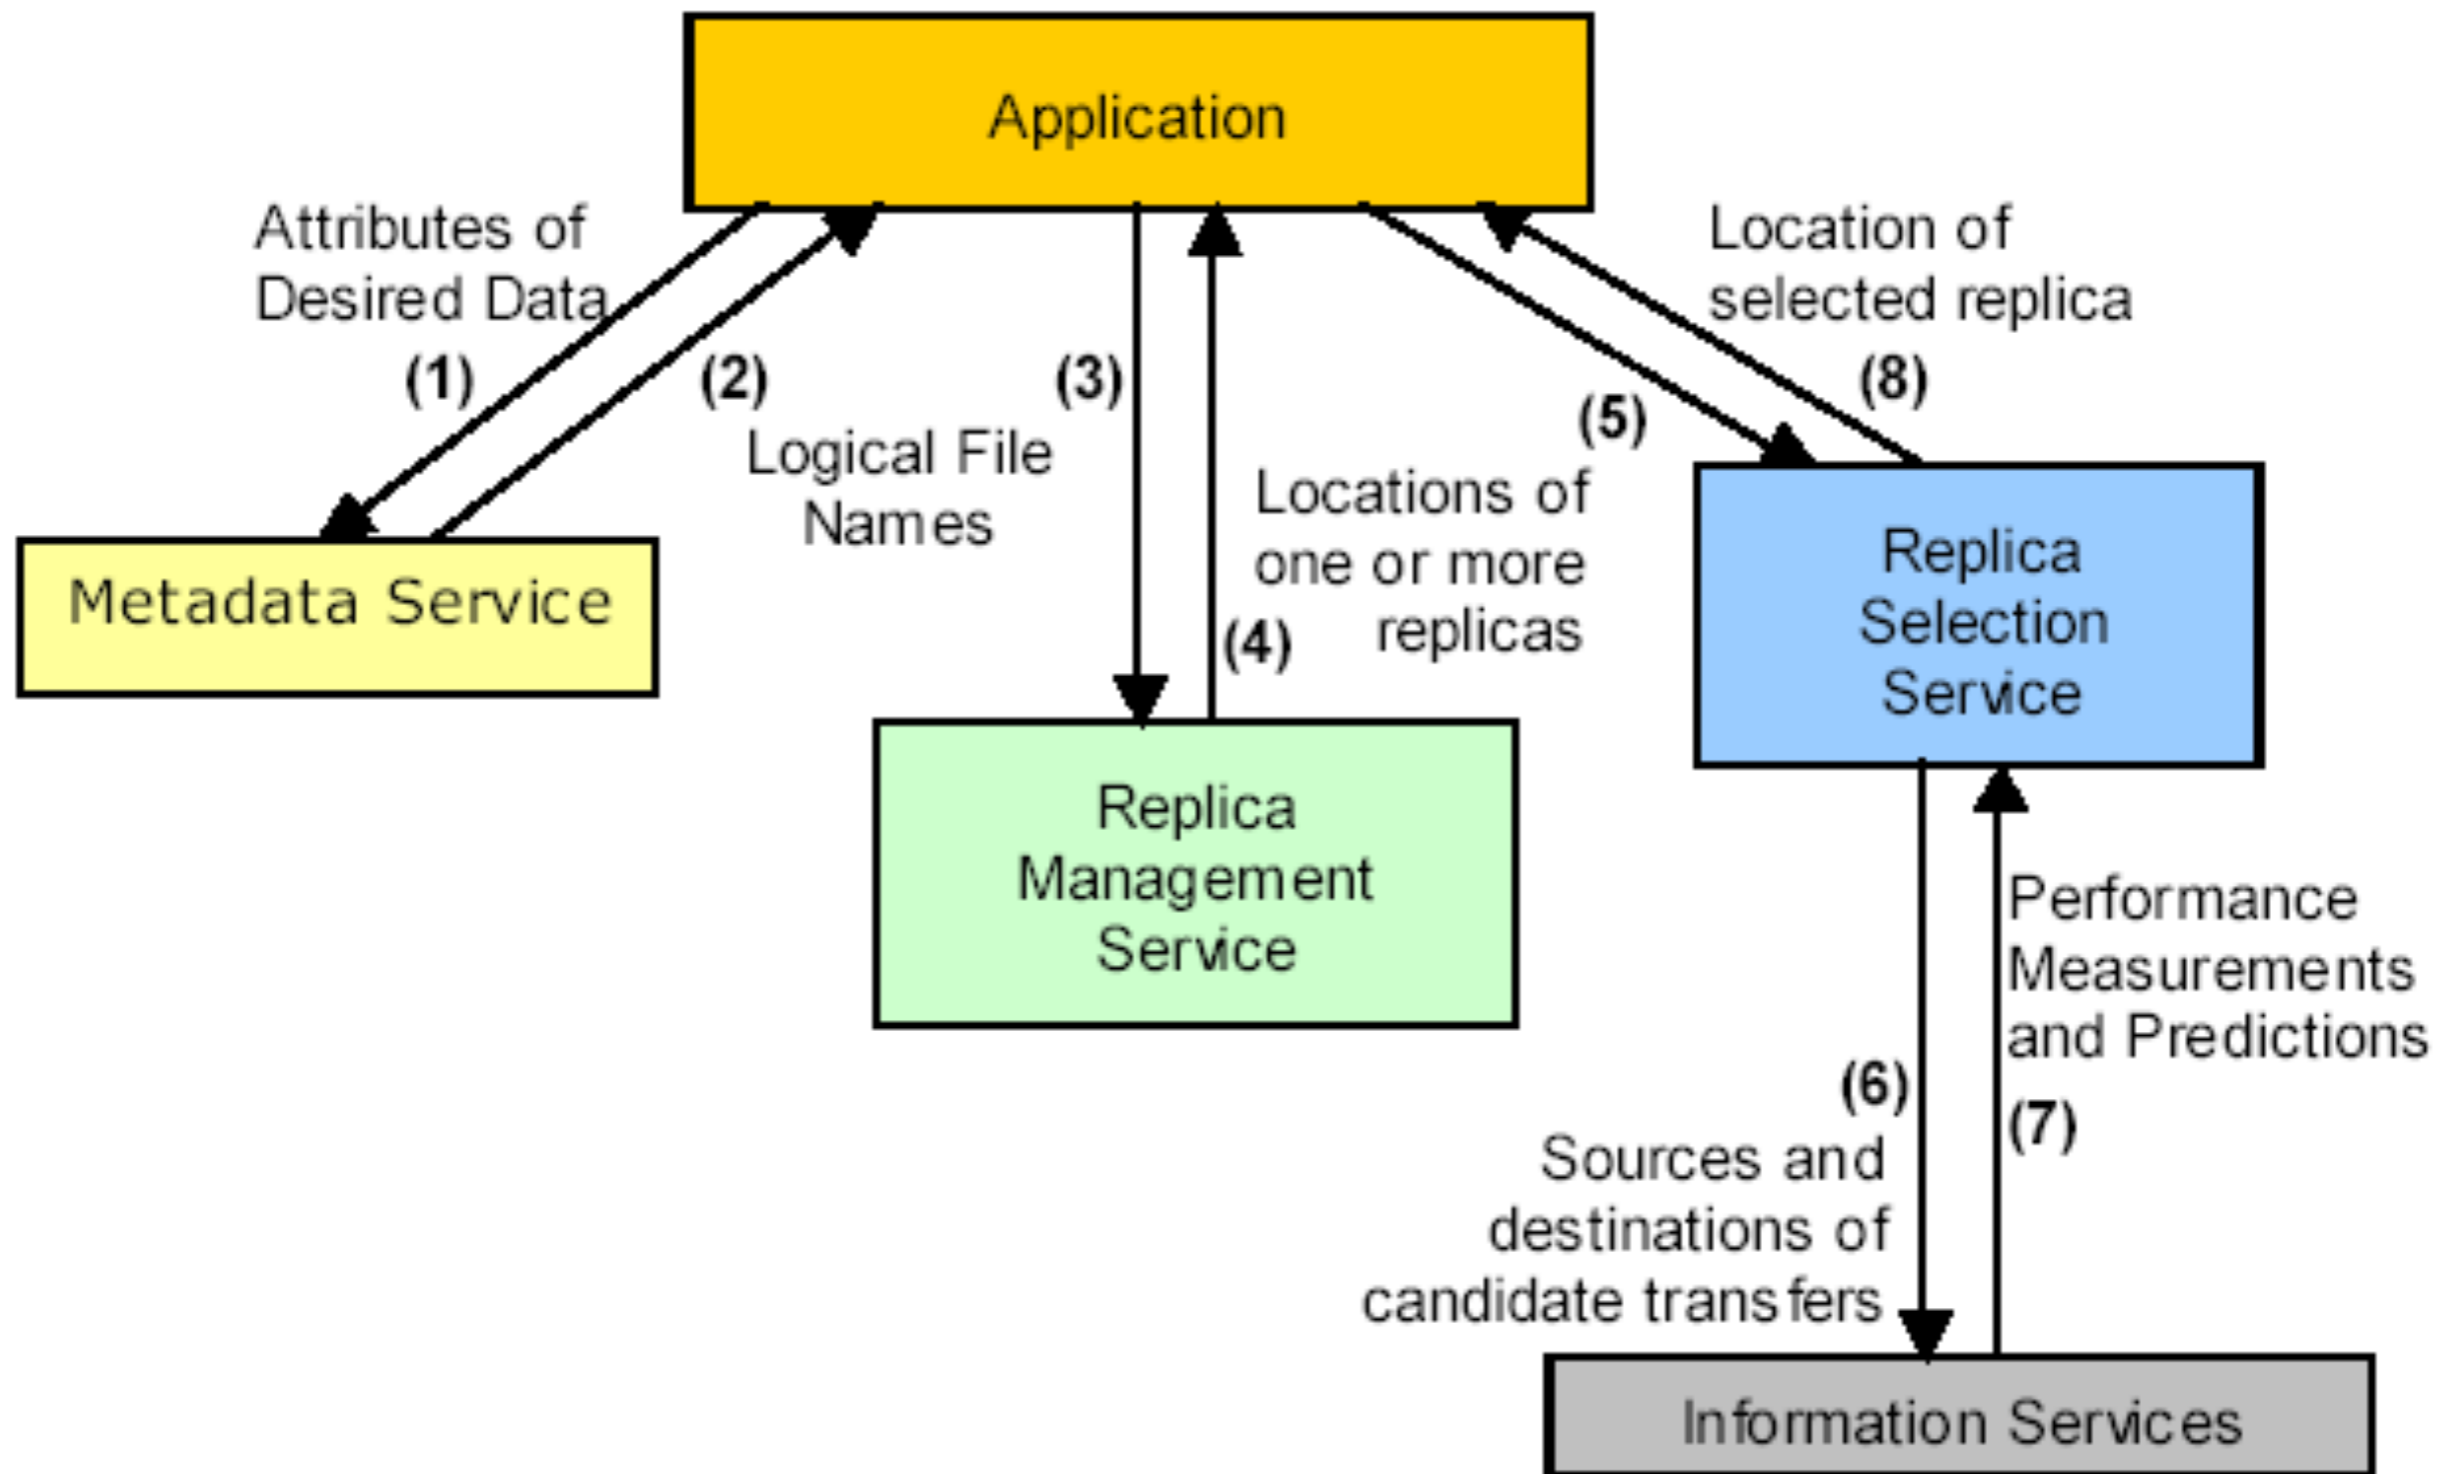 Application
Attributes of
Desired Data
(1)
(2)
Logical File
Names
(3)
Locations of
one or more
replicas
(4)
(5)
Location of
selected replica
(8)
Metadata Service
Replica
Management
Service
Replica
Selection
Service
Performance
Measurements
and Predictions
(7)
(6)
Sources and
destinations of
candidate transfers
Information Services